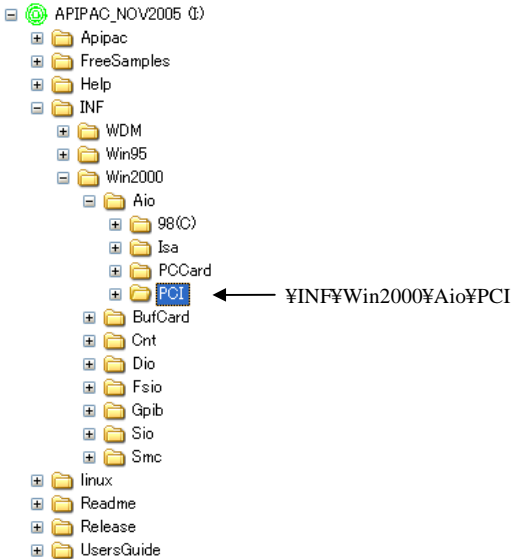 APIPAC_NOV2005 (I:)
Apipac
FreeSamples
Help
INF
WDM
Win95
Win2000
Aio
98(C)
Isa
PCCard
PCI
¥INF¥Win2000¥Aio¥PCI
BufCard
Cnt
Dio
Fsio
Gpib
Sio
Smc
linux
Readme
Release
UsersGuide